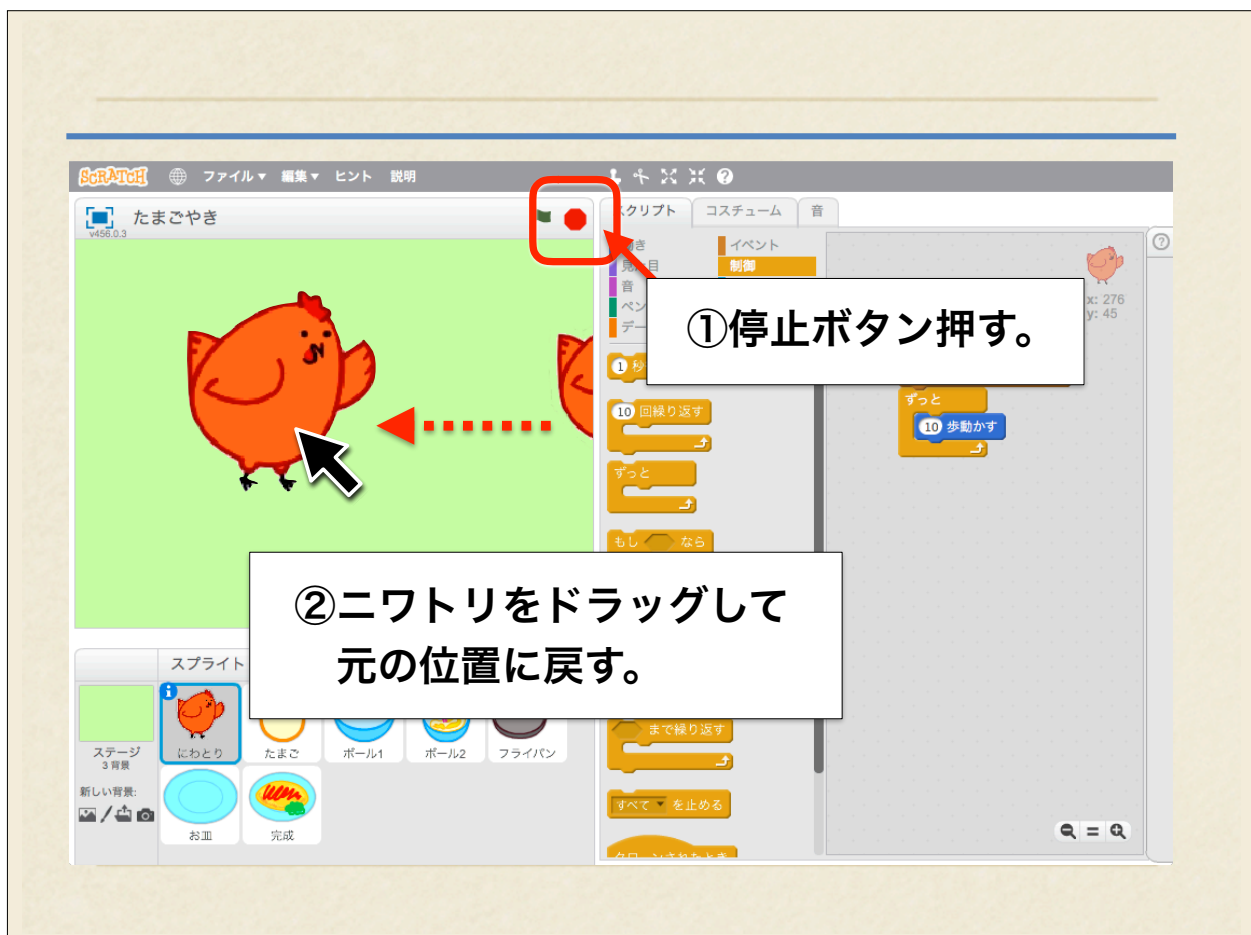 SCRATCH ファイル▼ 編集▼ ヒント 説明
たまごやき
v456.0.3
スクリプト コスチューム 音
イベント
制御
音
①停止ボタン押す。
x: 276
y: 45
1 秒
10 回繰り返す
ずっと
もし なら
ずっと
10 歩動かす
②ニワトリをドラッグして
元の位置に戻す。
まで繰り返す
すべて▼ を止める
スプライト
ステージ
3 背景
新しい背景:
にわとり たまご ボール1 ボール2 フライパン
お皿 完成